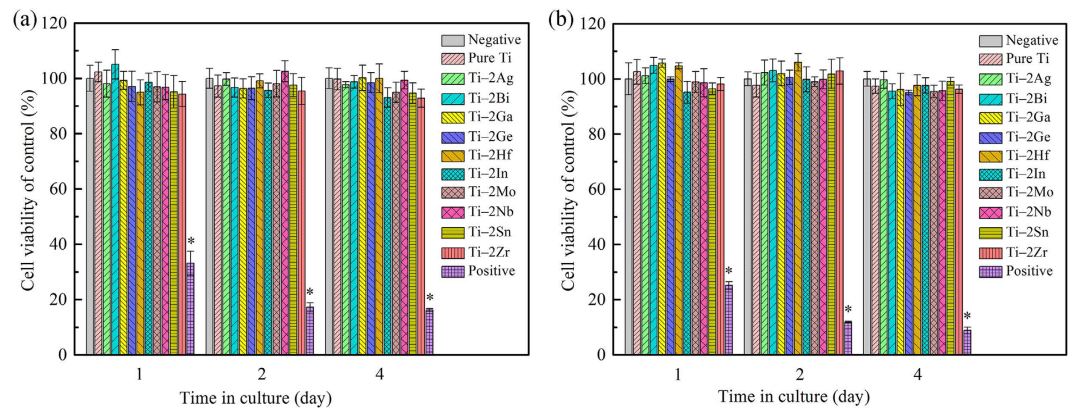 (a)
120
100
80
60
40
20
0
Cell viability of control (%)
Negative
Pure Ti
Ti–2Ag
Ti–2Bi
Ti–2Ga
Ti–2Ge
Ti–2Hf
Ti–2In
Ti–2Mo
Ti–2Nb
Ti–2Sn
Ti–2Zr
Positive
*
*
*
1 2 4
Time in culture (day)
(b)
120
100
80
60
40
20
0
Cell viability of control (%)
Negative
Pure Ti
Ti–2Ag
Ti–2Bi
Ti–2Ga
Ti–2Ge
Ti–2Hf
Ti–2In
Ti–2Mo
Ti–2Nb
Ti–2Sn
Ti–2Zr
Positive
*
*
*
1 2 4
Time in culture (day)